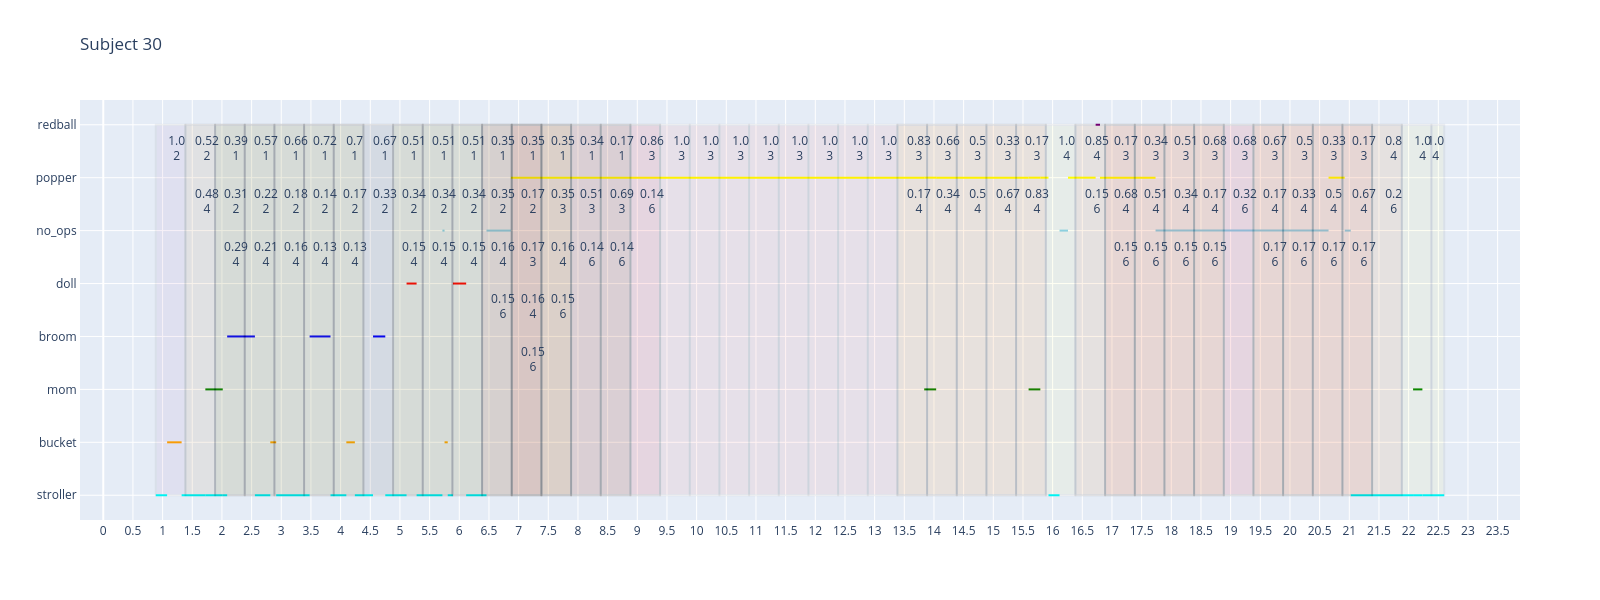 Subject 30
redball
1.0 0.52 0.39 0.57 0.66 0.72 0.7 0.67 0.51 0.51 0.51 0.35 0.35 0.35 0.34 0.17 0.86 1.0 1.0 1.0 1.0 1.0 1.0 1.0 1.0 0.83 0.66 0.5 0.33 0.17 1.0 0.85 0.17 0.34 0.51 0.68 0.68 0.67 0.5 0.33 0.17 0.8 1.0 1.0
2 2 1 1 1 1 1 1 1 1 1 1 1 1 1 1 3 3 3 3 3 3 3 3 3 3 3 3 3 3 4 4 3 3 3 3 3 3 3 3 3 4 4 4
popper
0.48 0.31 0.22 0.18 0.14 0.17 0.33 0.34 0.34 0.34 0.35 0.17 0.35 0.51 0.69 0.14 0.17 0.34 0.5 0.67 0.83 0.15 0.68 0.51 0.34 0.17 0.32 0.17 0.33 0.5 0.67 0.2
4 2 2 2 2 2 2 2 2 2 2 2 3 3 3 6 4 4 4 4 4 6 4 4 4 4 6 4 4 4 4 6
no_ops
0.29 0.21 0.16 0.13 0.13 0.15 0.15 0.15 0.16 0.17 0.16 0.14 0.14 0.15 0.15 0.15 0.15 0.17 0.17 0.17 0.17
4 4 4 4 4 4 4 4 4 3 4 6 6 6 6 6 6 6 6 6 6
doll
0.15 0.16 0.15
6 4 6
broom
0.15
6
mom
bucket
stroller
0 0.5 1 1.5 2 2.5 3 3.5 4 4.5 5 5.5 6 6.5 7 7.5 8 8.5 9 9.5 10 10.5 11 11.5 12 12.5 13 13.5 14 14.5 15 15.5 16 16.5 17 17.5 18 18.5 19 19.5 20 20.5 21 21.5 22 22.5 23 23.5